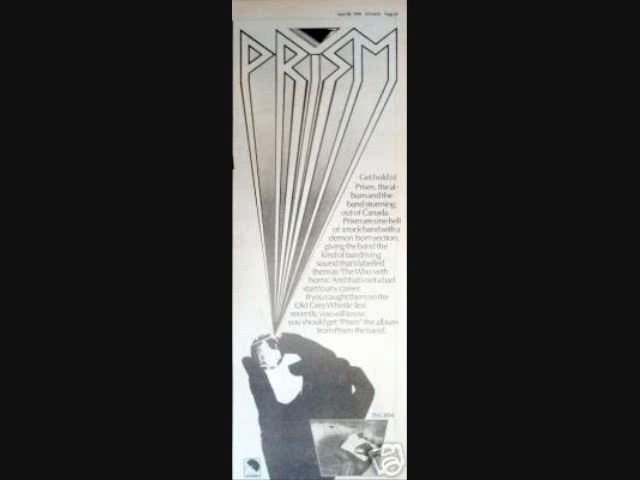 PRISM
Get hold of
Prism, the al-
bum and the
band storming
out of Canada.
Prism are one hell
of a rock band with a
demon horn section,
giving the band the
kind of fast driving
sound that's labelled
them as 'The Who with
horns'. And that's not a bad
start to any career.
If you caught them on the
Old Grey Whistle Test
recently, you will know
you should get "Prism" the album
from Prism the band.